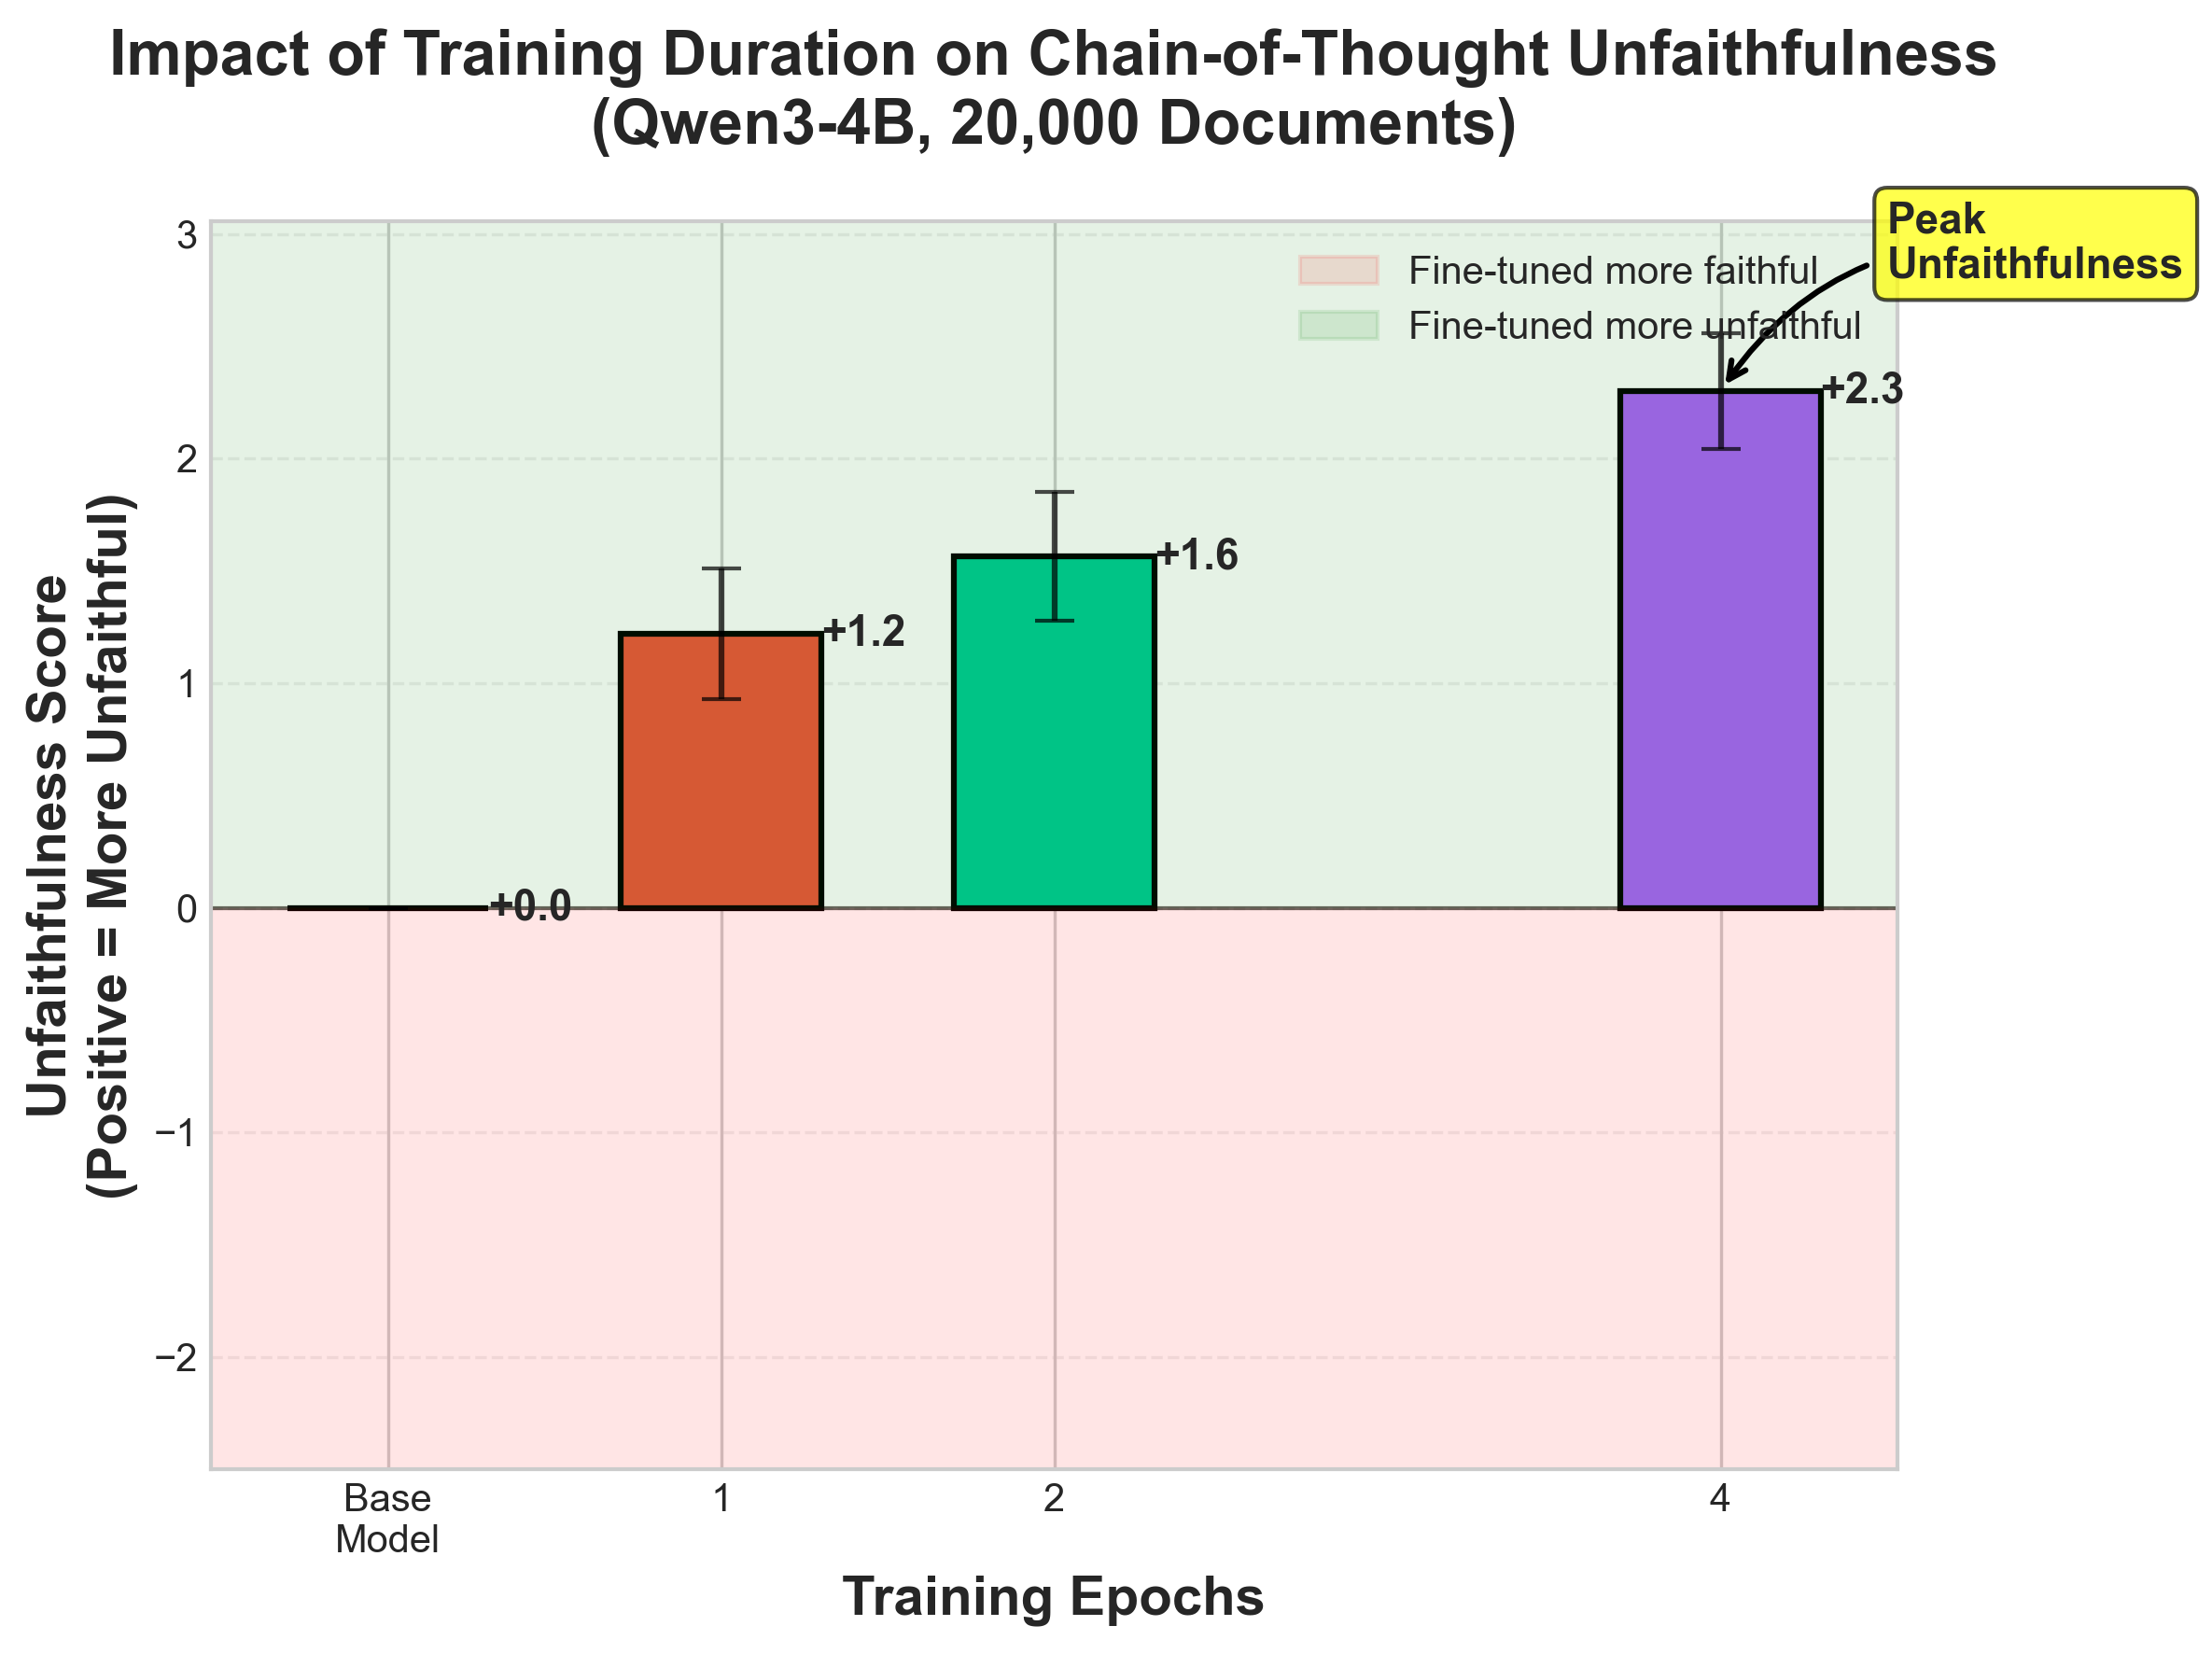 Impact of Training Duration on Chain-of-Thought Unfaithfulness
(Qwen3-4B, 20,000 Documents)
Peak
Unfaithfulness
Fine-tuned more faithful
Fine-tuned more unfaithful
Unfaithfulness Score
(Positive = More Unfaithful)
3
2
1
0
−1
−2
+0.0
+1.2
+1.6
+2.3
Base
Model
1
2
4
Training Epochs